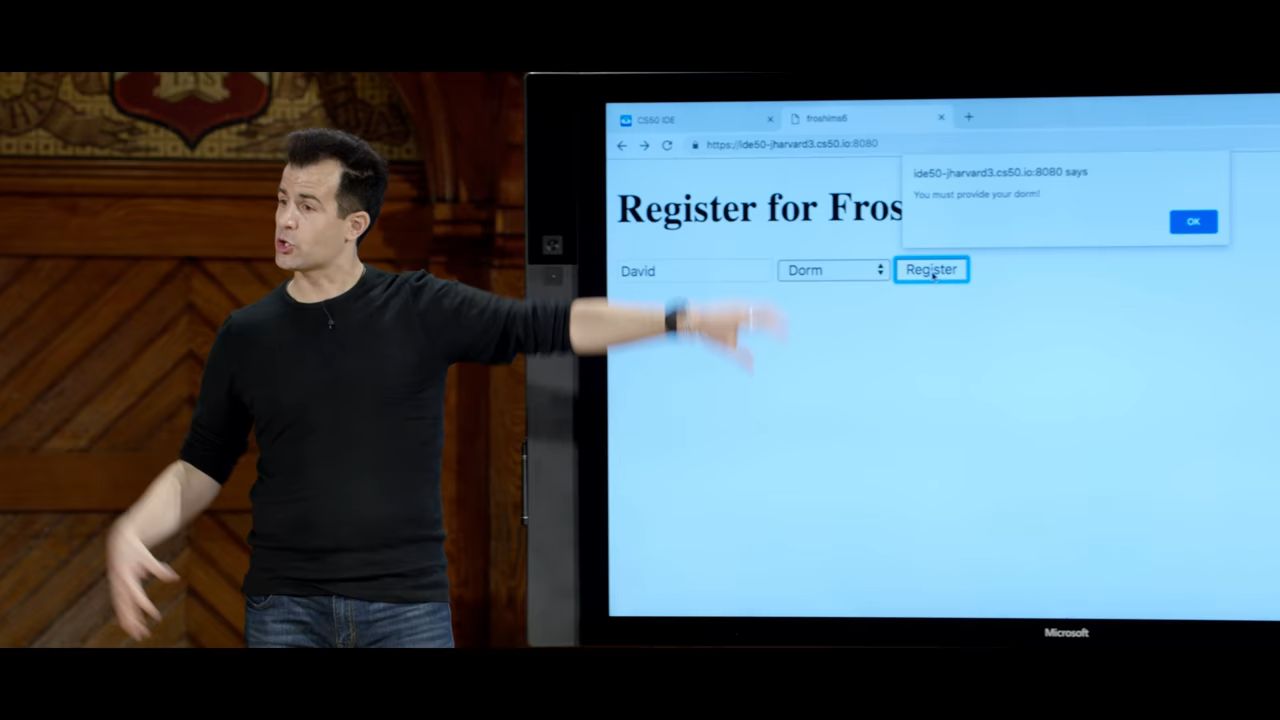 CS50 IDE
froshims6
https://ide50-jharvard3.cs50.io:8080
ide50-jharvard3.cs50.io:8080 says
You must provide your dorm!
OK
Register for Fros
David
Dorm
Register
Microsoft